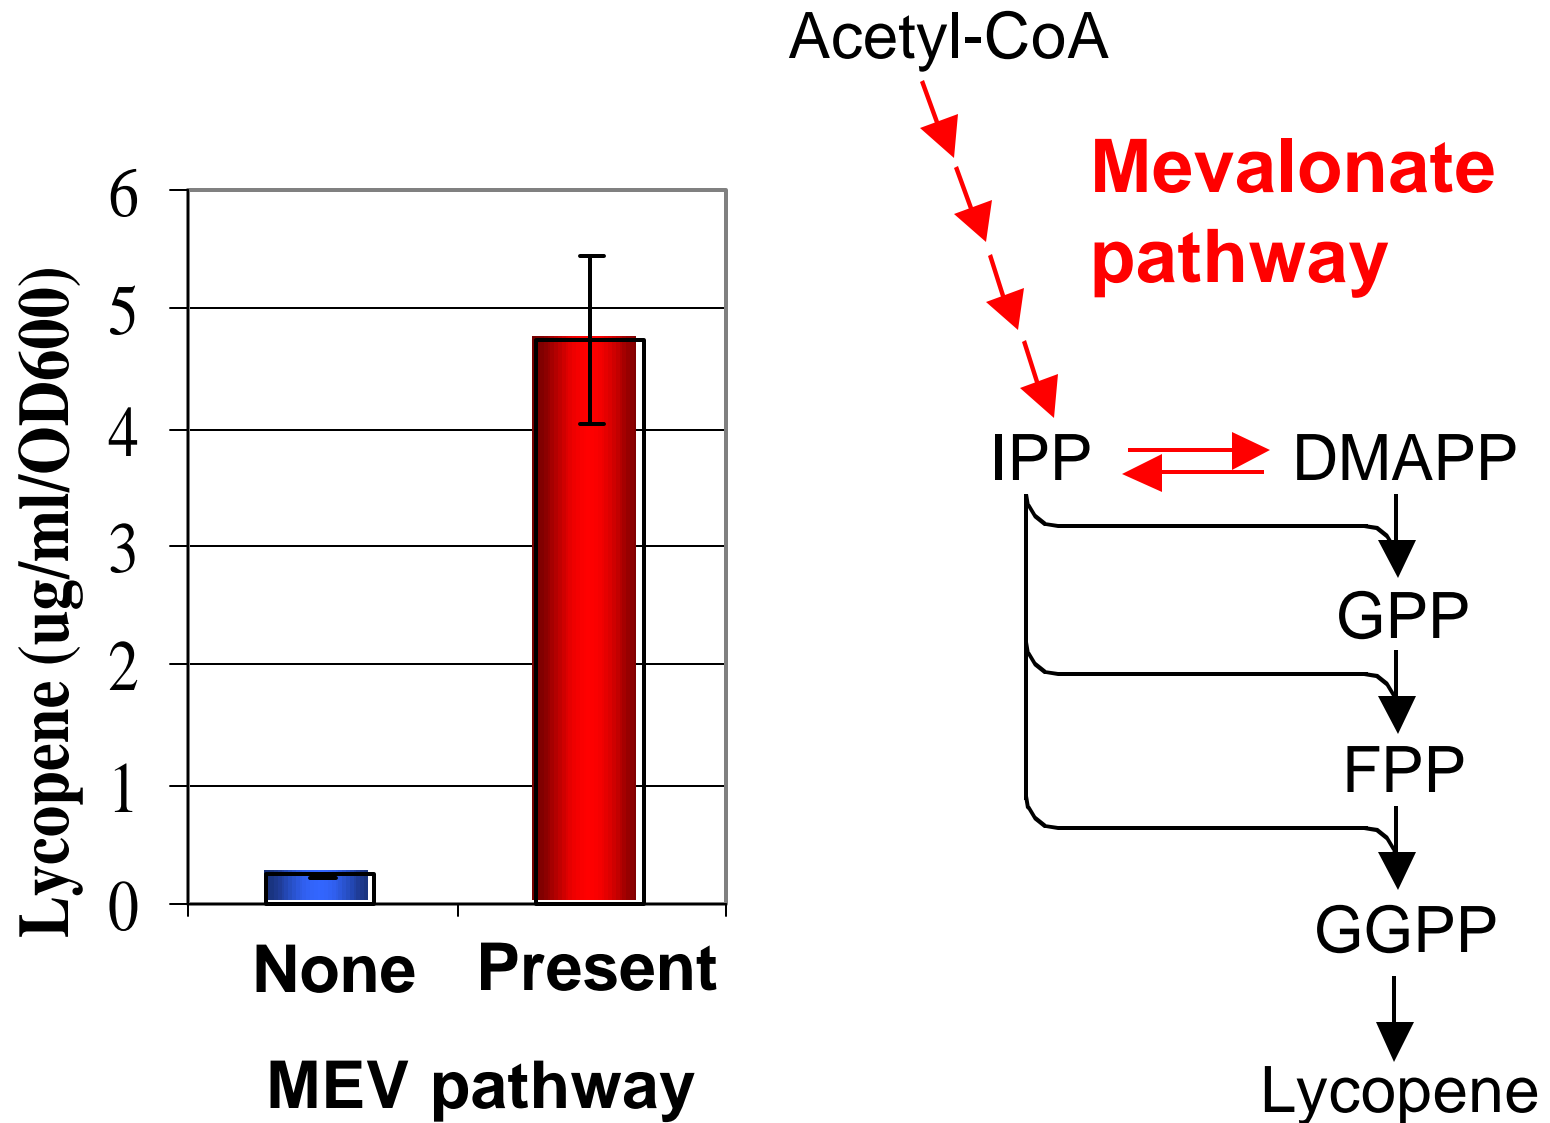 Acetyl-CoA
Mevalonate
pathway
6
5
4
3
2
1
0
Lycopene (ug/ml/OD600)
None
Present
MEV pathway
IPP
DMAPP
GPP
FPP
GGPP
Lycopene